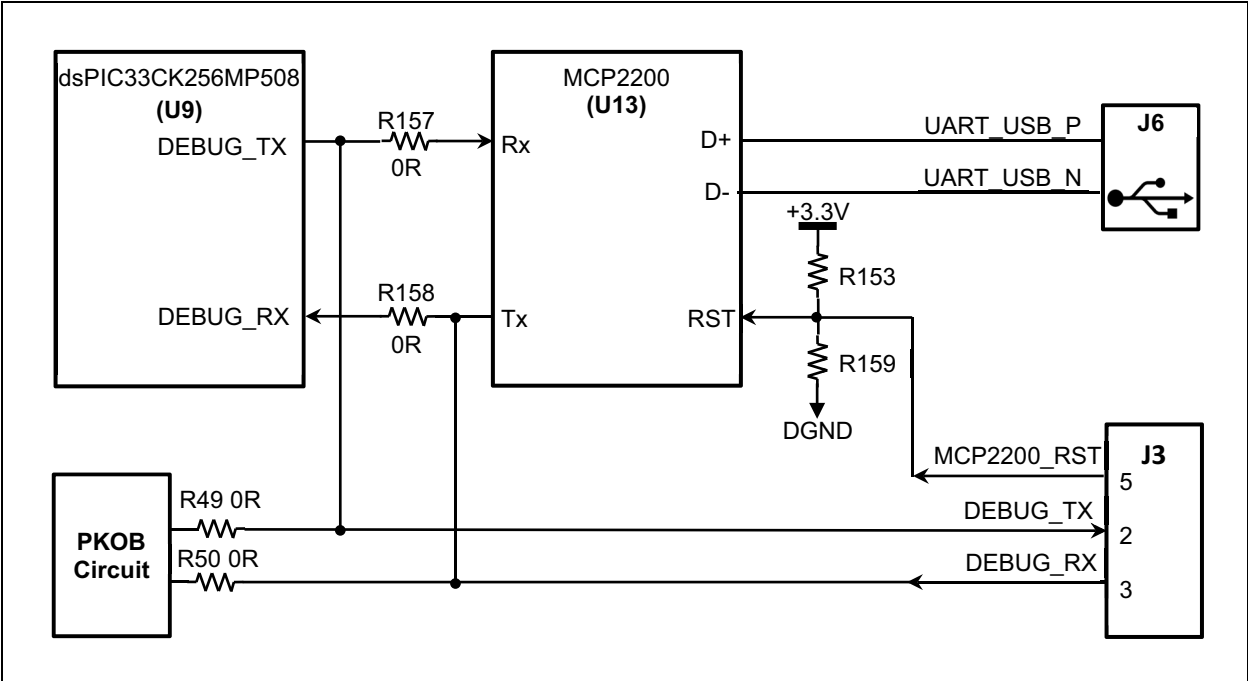 dsPIC33CK256MP508
(U9)
DEBUG_TX
DEBUG_RX
R157
0R
R158
0R
MCP2200
(U13)
Rx
Tx
D+
D-
RST
UART_USB_P
UART_USB_N
J6
+3.3V
R153
R159
DGND
PKOB
Circuit
R49 0R
R50 0R
MCP2200_RST
DEBUG_TX
DEBUG_RX
J3
5
2
3